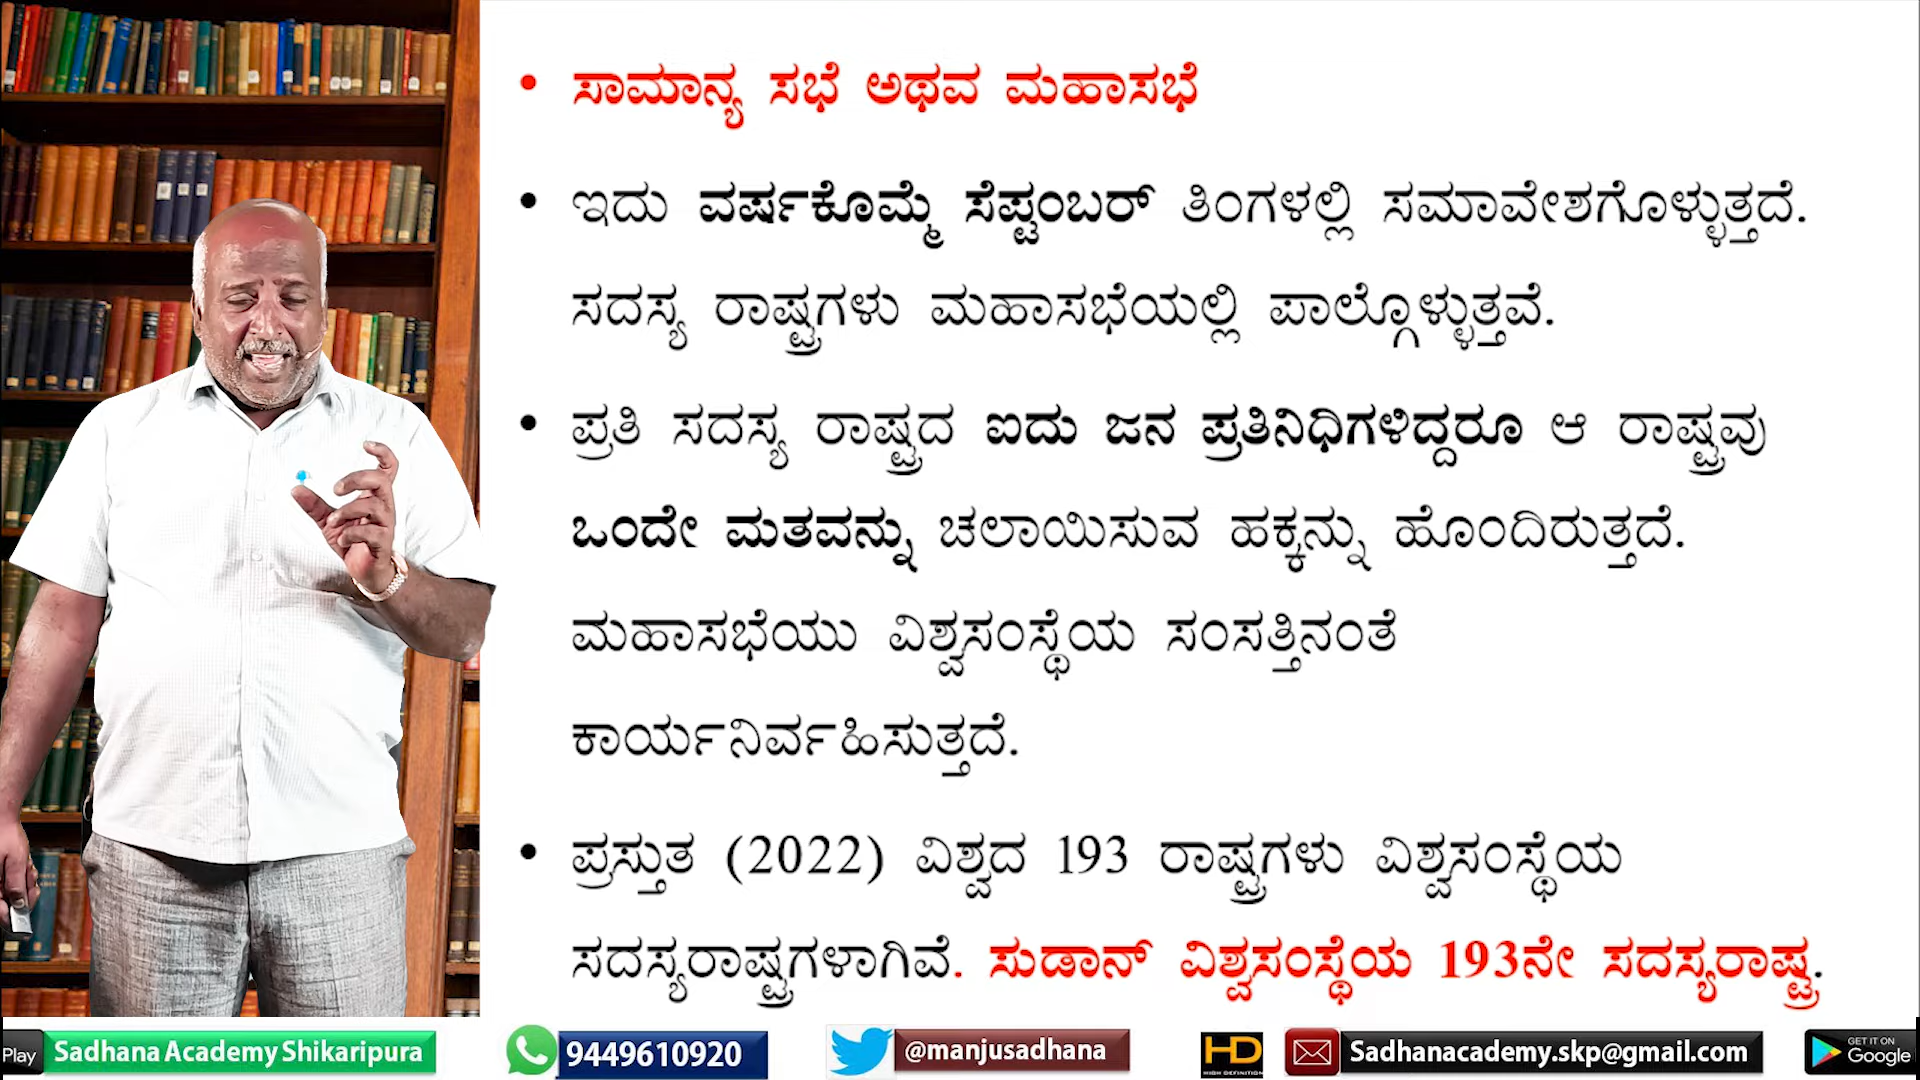 • ಸಾಮಾನ್ಯ ಸಭೆ ಅಥವ ಮಹಾಸಭೆ
• ಇದು ವರ್ಷಕೊಮ್ಮೆ ಸೆಪ್ಟಂಬರ್ ತಿಂಗಳಲ್ಲಿ ಸಮಾವೇಶಗೊಳ್ಳುತ್ತದೆ.
ಸದಸ್ಯ ರಾಷ್ಟ್ರಗಳು ಮಹಾಸಭೆಯಲ್ಲಿ ಪಾಲ್ಗೊಳ್ಳುತ್ತವೆ.
• ಪ್ರತಿ ಸದಸ್ಯ ರಾಷ್ಟ್ರದ ಐದು ಜನ ಪ್ರತಿನಿಧಿಗಳಿದ್ದರೂ ಆ ರಾಷ್ಟ್ರವು
ಒಂದೇ ಮತವನ್ನು ಚಲಾಯಿಸುವ ಹಕ್ಕನ್ನು ಹೊಂದಿರುತ್ತದೆ.
ಮಹಾಸಭೆಯು ವಿಶ್ವಸಂಸ್ಥೆಯ ಸಂಸತ್ತಿನಂತೆ
ಕಾರ್ಯನಿರ್ವಹಿಸುತ್ತದೆ.
• ಪ್ರಸ್ತುತ (2022) ವಿಶ್ವದ 193 ರಾಷ್ಟ್ರಗಳು ವಿಶ್ವಸಂಸ್ಥೆಯ
ಸದಸ್ಯರಾಷ್ಟ್ರಗಳಾಗಿವೆ. ಸುಡಾನ್ ವಿಶ್ವಸಂಸ್ಥೆಯ 193ನೇ ಸದಸ್ಯರಾಷ್ಟ್ರ.
Play Sadhana Academy Shikaripura 9449610920 @manjusadhana HD HIGH DEFINITION Sadhanacademy.skp@gmail.com GET IT ON Google